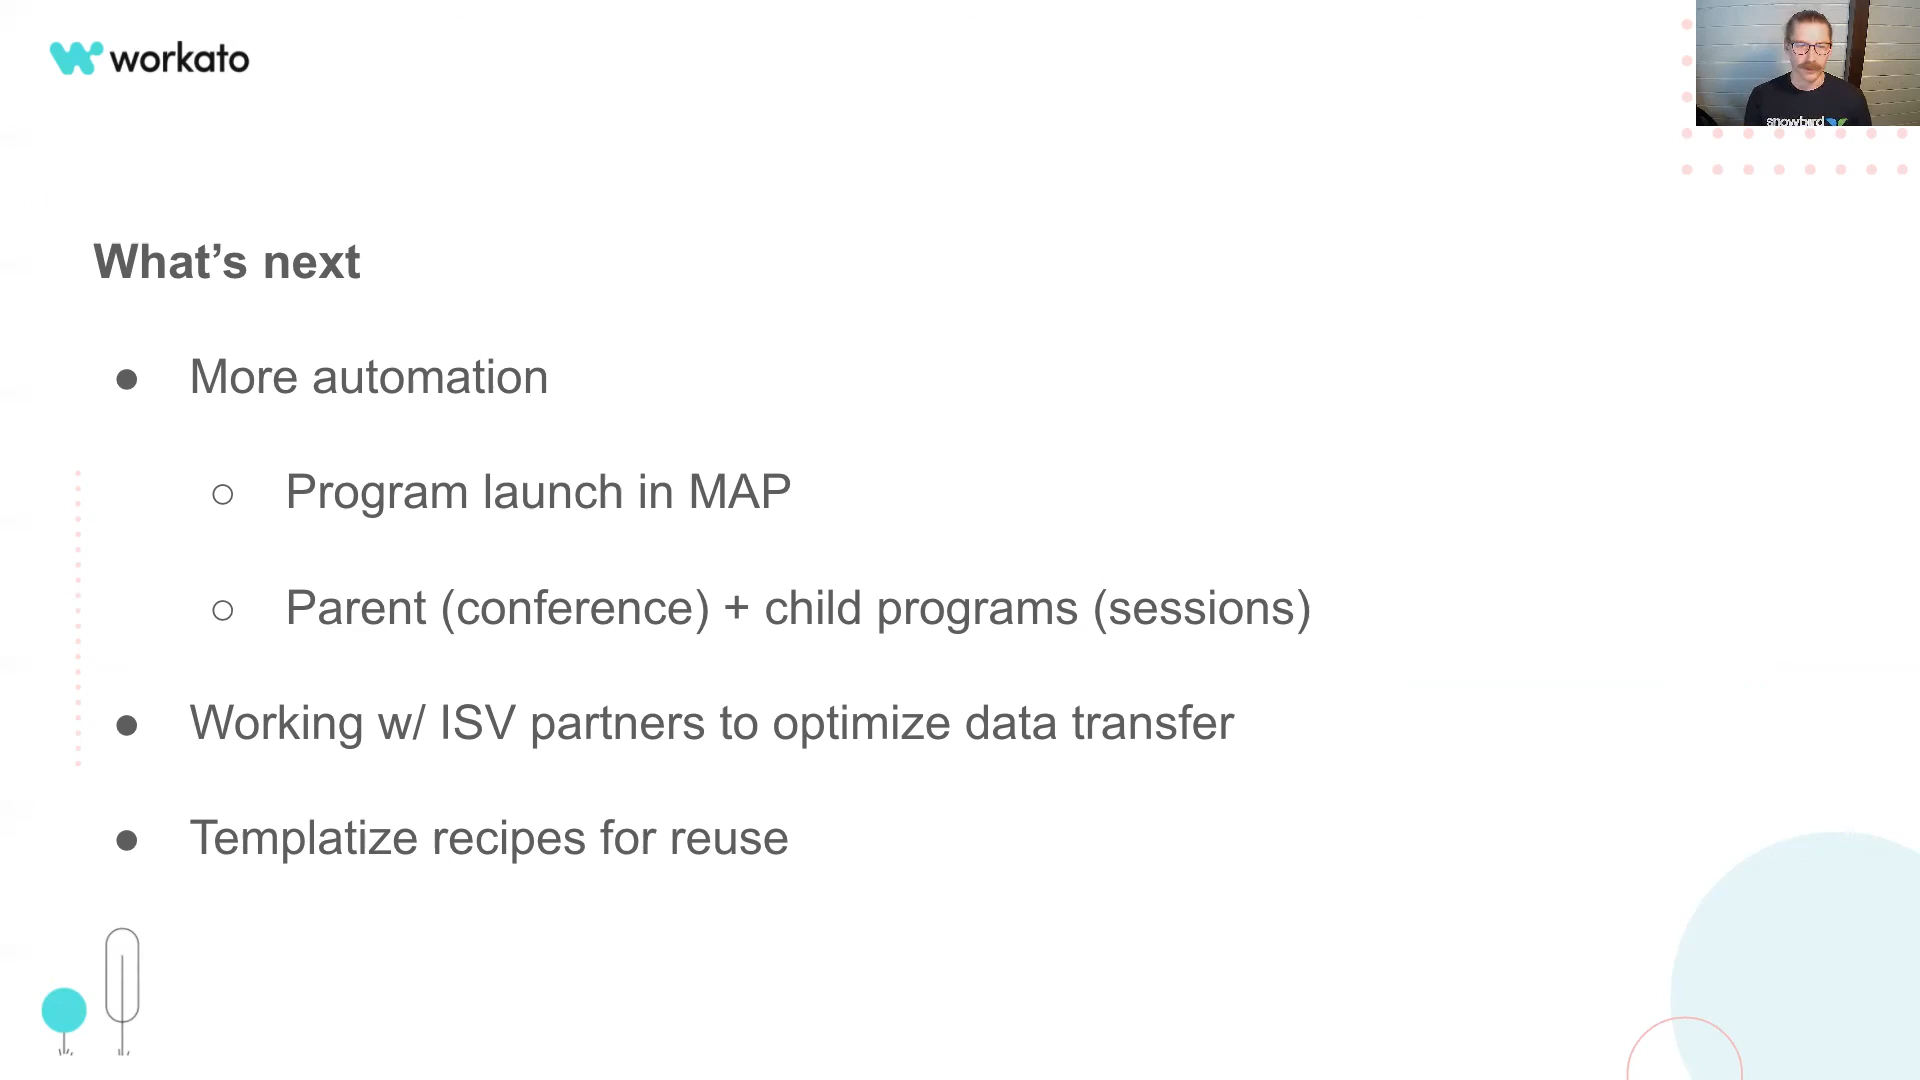 workato
snowbird
What’s next
● More automation
○ Program launch in MAP
○ Parent (conference) + child programs (sessions)
● Working w/ ISV partners to optimize data transfer
● Templatize recipes for reuse